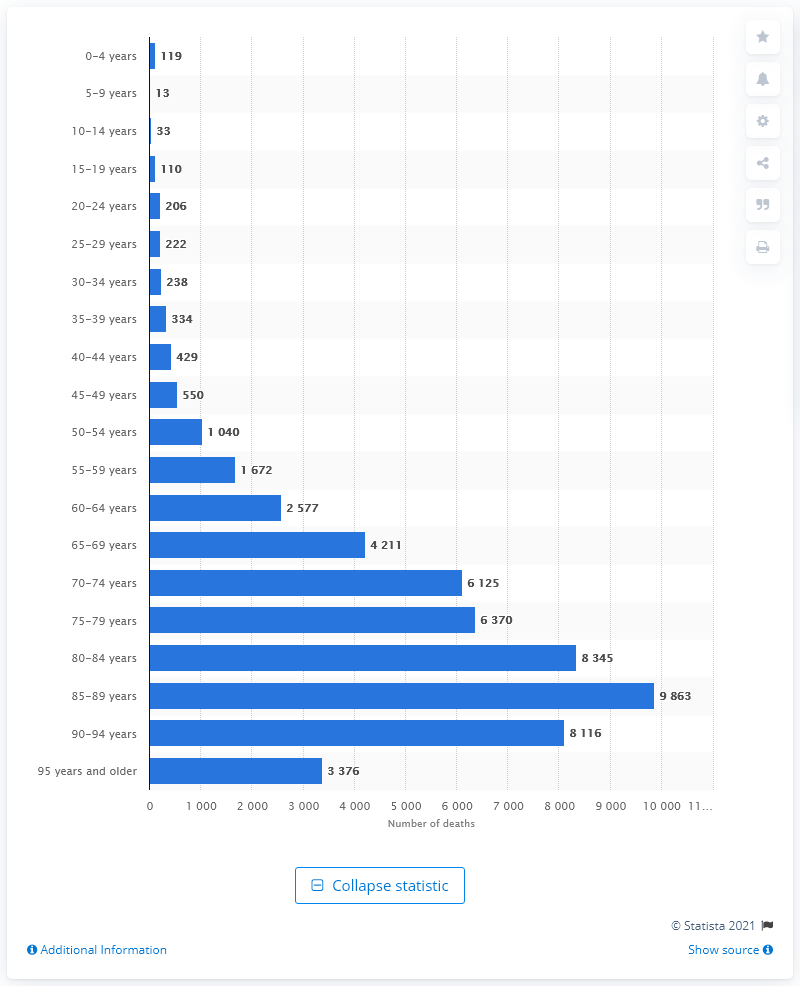 0-4 years 119
5-9 years 13
10-14 years 33
15-19 years 110
20-24 years 206
25-29 years 222
30-34 years 238
35-39 years 334
40-44 years 429
45-49 years 550
50-54 years 1 040
55-59 years 1 672
60-64 years 2 577
65-69 years 4 211
70-74 years 6 125
75-79 years 6 370
80-84 years 8 345
85-89 years 9 863
90-94 years 8 116
95 years and older 3 376
0 1 000 2 000 3 000 4 000 5 000 6 000 7 000 8 000 9 000 10 000 11...
Number of deaths
Collapse statistic
© Statista 2021
Additional Information Show source